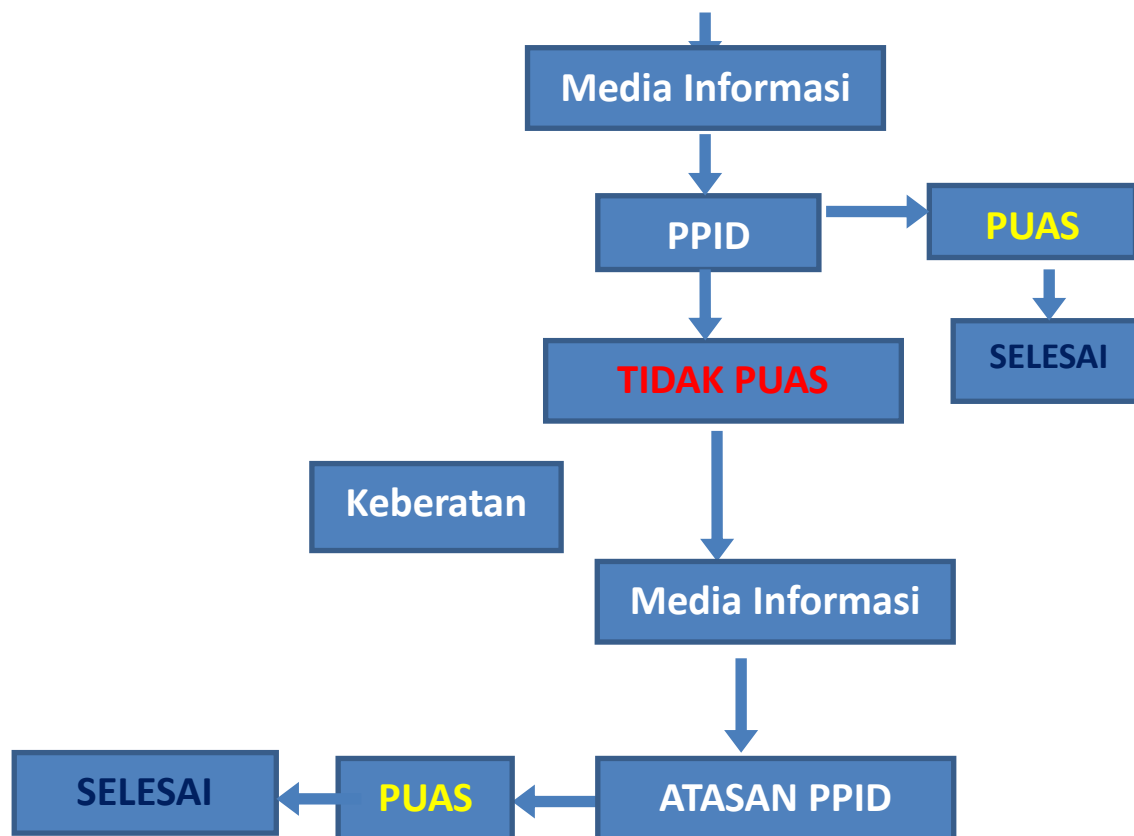 Media Informasi
PPID
PUAS
SELESAI
TIDAK PUAS
Keberatan
Media Informasi
SELESAI
PUAS
ATASAN PPID